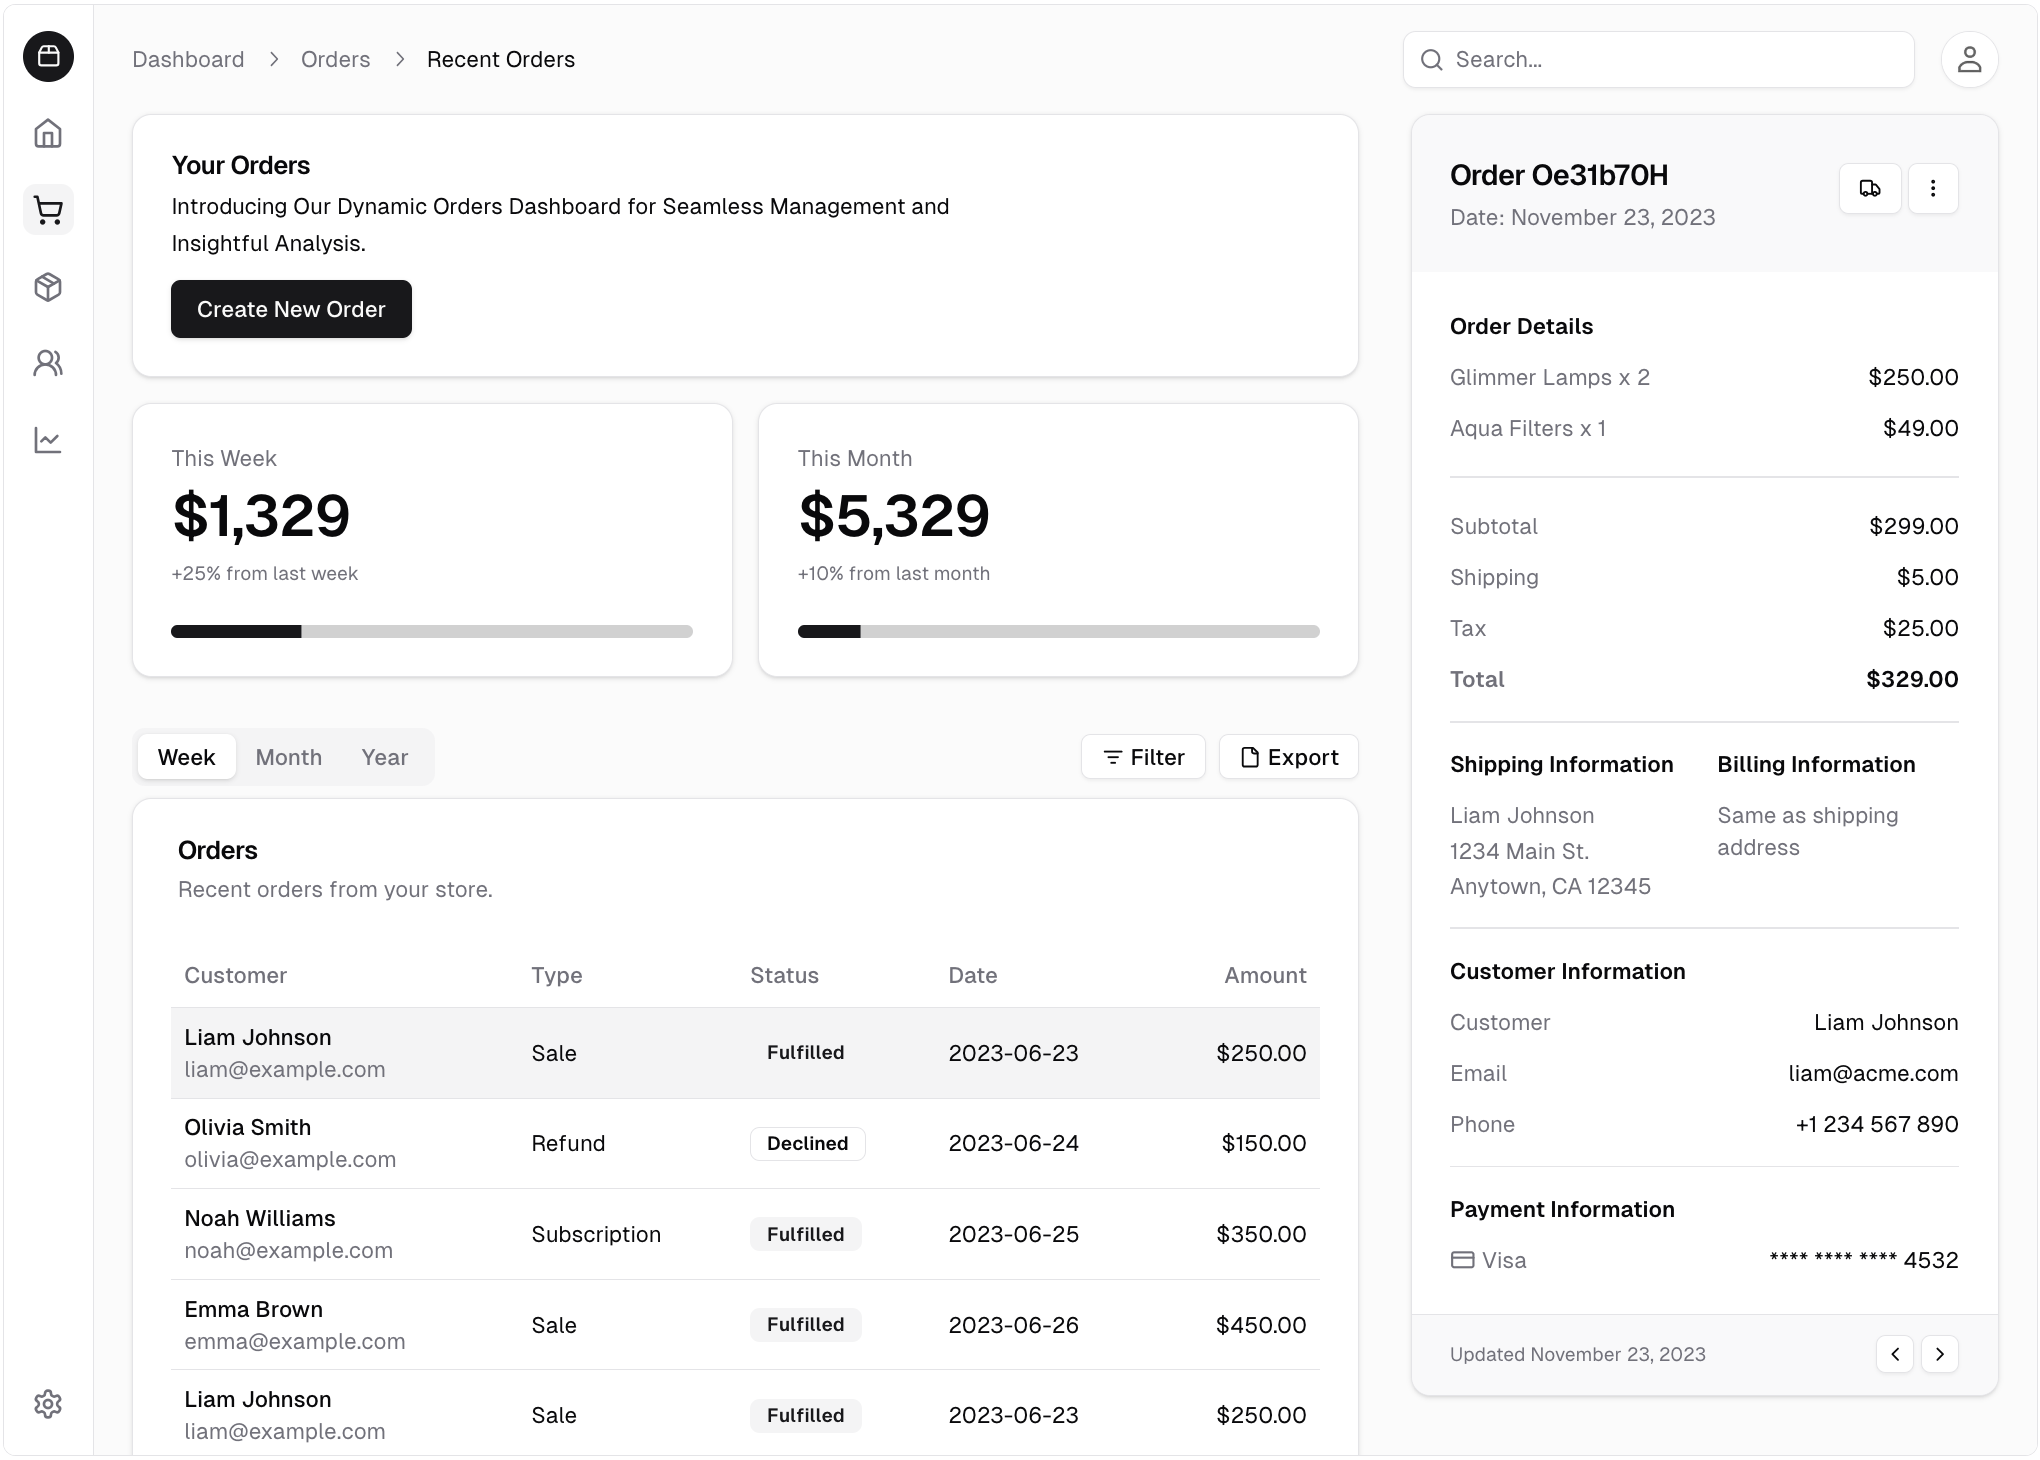 Dashboard > Orders > Recent Orders
Search...
Your Orders
Introducing Our Dynamic Orders Dashboard for Seamless Management and
Insightful Analysis.
Create New Order
This Week
$1,329
+25% from last week
This Month
$5,329
+10% from last month
Week Month Year
Filter Export
Orders
Recent orders from your store.
Customer Type Status Date Amount
Liam Johnson
liam@example.com
Sale Fulfilled 2023-06-23 $250.00
Olivia Smith
olivia@example.com
Refund Declined 2023-06-24 $150.00
Noah Williams
noah@example.com
Subscription Fulfilled 2023-06-25 $350.00
Emma Brown
emma@example.com
Sale Fulfilled 2023-06-26 $450.00
Liam Johnson
liam@example.com
Sale Fulfilled 2023-06-23 $250.00
Order Oe31b70H
Date: November 23, 2023
Order Details
Glimmer Lamps x 2 $250.00
Aqua Filters x 1 $49.00
Subtotal $299.00
Shipping $5.00
Tax $25.00
Total $329.00
Shipping Information
Liam Johnson
1234 Main St.
Anytown, CA 12345
Billing Information
Same as shipping
address
Customer Information
Customer Liam Johnson
Email liam@acme.com
Phone +1 234 567 890
Payment Information
Visa **** **** **** 4532
Updated November 23, 2023